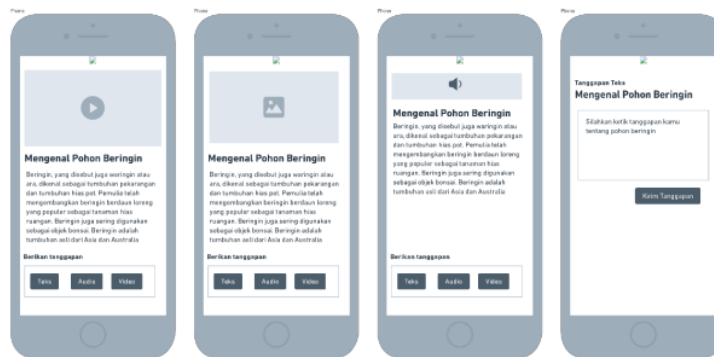 Phone
Phone
Phone
Phone
Mengenal Pohon Beringin
Beringin, yang disebut juga waringin atau
ara, dikenal sebagai tumbuhan pekarangan
dan tumbuhan hias pot. Pemulia telah
mengembangkan beringin berdaun loreng
yang populer sebagai tanaman hias
ruangan. Beringin juga sering digunakan
sebagai objek bonsai. Beringin adalah
tumbuhan asli dari Asia dan Australia
Berikan tanggapan
Teks Audio Video
Mengenal Pohon Beringin
Beringin, yang disebut juga waringin atau
ara, dikenal sebagai tumbuhan pekarangan
dan tumbuhan hias pot. Pemulia telah
mengembangkan beringin berdaun loreng
yang populer sebagai tanaman hias
ruangan. Beringin juga sering digunakan
sebagai objek bonsai. Beringin adalah
tumbuhan asli dari Asia dan Australia
Berikan tanggapan
Teks Audio Video
Mengenal Pohon Beringin
Beringin, yang disebut juga waringin atau
ara, dikenal sebagai tumbuhan pekarangan
dan tumbuhan hias pot. Pemulia telah
mengembangkan beringin berdaun loreng
yang populer sebagai tanaman hias
ruangan. Beringin juga sering digunakan
sebagai objek bonsai. Beringin adalah
tumbuhan asli dari Asia dan Australia
Berikan tanggapan
Teks Audio Video
Tanggapan Teks
Mengenal Pohon Beringin
Silahkan ketik tanggapan kamu
tentang pohon beringin
Kirim Tanggapan